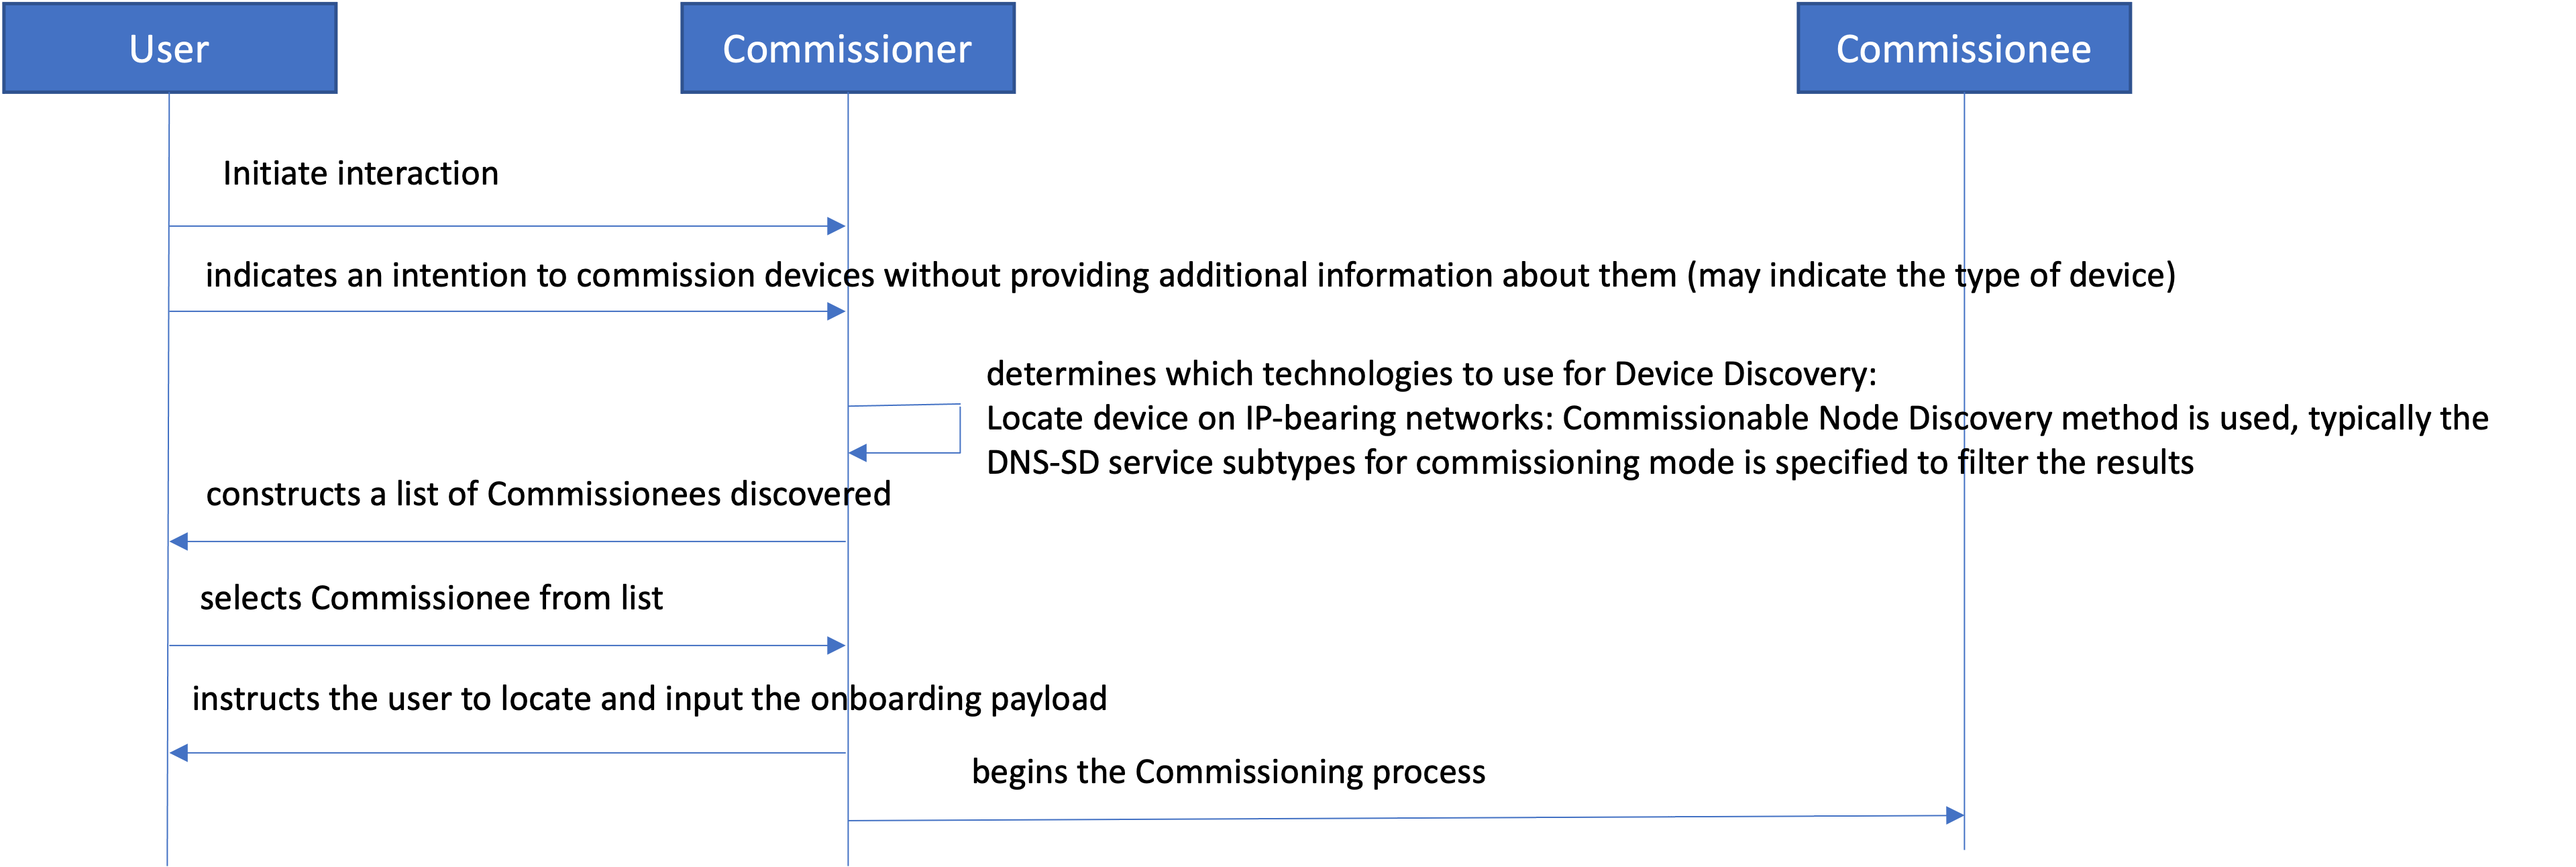 User
Commissioner
Commissionee
Initiate interaction
indicates an intention to commission devices without providing additional information about them (may indicate the type of device)
determines which technologies to use for Device Discovery:
Locate device on IP-bearing networks: Commissionable Node Discovery method is used, typically the
DNS-SD service subtypes for commissioning mode is specified to filter the results
constructs a list of Commissionees discovered
selects Commissionee from list
instructs the user to locate and input the onboarding payload
begins the Commissioning process